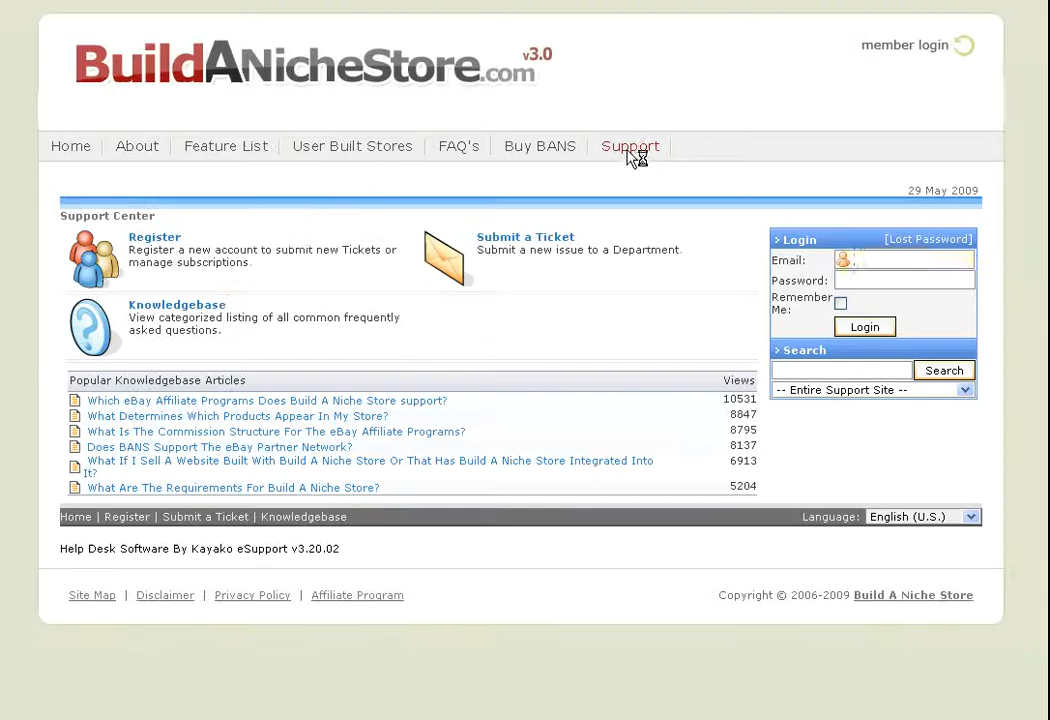 BuildANicheStore.com v3.0
member login
Home About Feature List User Built Stores FAQ's Buy BANS Support
29 May 2009
Support Center
Register
Register a new account to submit new Tickets or
manage subscriptions.
Submit a Ticket
Submit a new issue to a Department.
Knowledgebase
View categorized listing of all common frequently
asked questions.
Login [Lost Password]
Email:
Password:
Remember
Me:
Login
Search
Search
-- Entire Support Site --
Popular Knowledgebase Articles Views
Which eBay Affiliate Programs Does Build A Niche Store support? 10531
What Determines Which Products Appear In My Store? 8847
What Is The Commission Structure For The eBay Affiliate Programs? 8795
Does BANS Support The eBay Partner Network? 8137
What If I Sell A Website Built With Build A Niche Store Or That Has Build A Niche Store Integrated Into 6913
It?
What Are The Requirements For Build A Niche Store? 5204
Home | Register | Submit a Ticket | Knowledgebase Language: English (U.S.)
Help Desk Software By Kayako eSupport v3.20.02
Site Map | Disclaimer | Privacy Policy | Affiliate Program Copyright © 2006-2009 Build A Niche Store